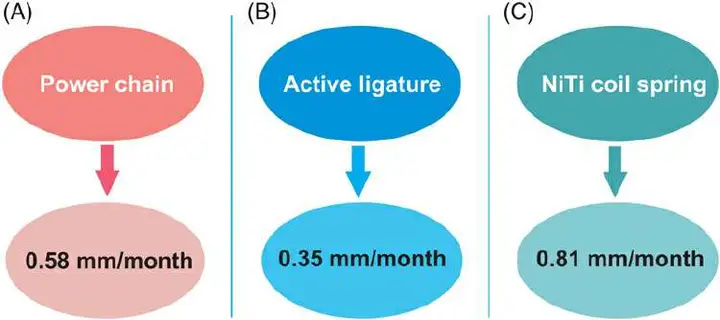 (A)
Power chain
0.58 mm/month
(B)
Active ligature
0.35 mm/month
(C)
NiTi coil spring
0.81 mm/month